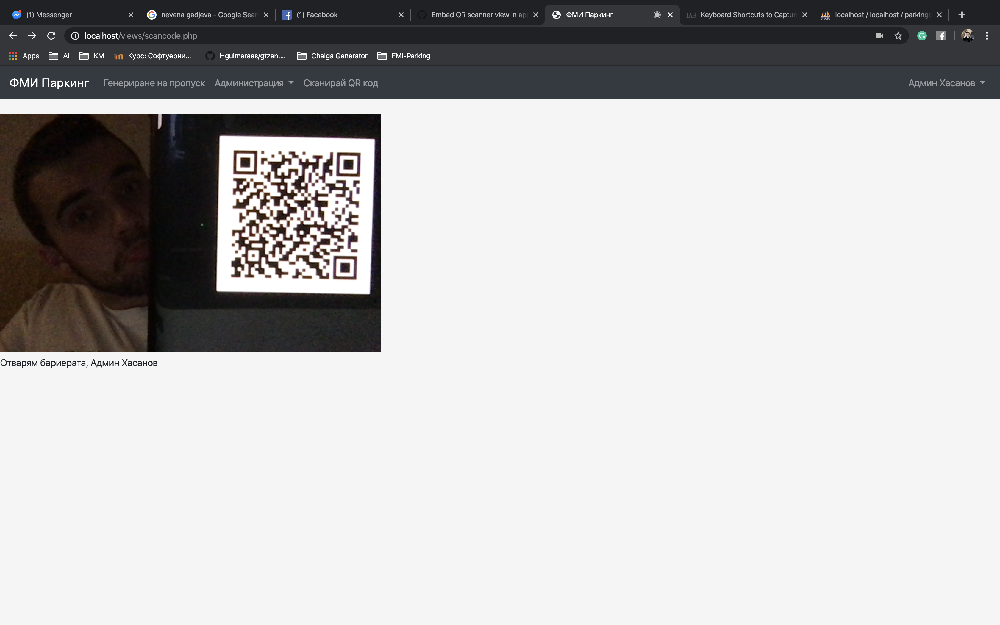 (1) Messenger
nevena gadjeva - Google Sear
(1) Facebook
Embed QR scanner view in ap
ФМИ Паркинг
IAS Keyboard Shortcuts to Captur
localhost / localhost / parking
localhost/views/scancode.php
Apps
AI
KM
Курс: Софтуерни...
Hguimaraes/gtzan....
Chalga Generator
FMI-Parking
ФМИ Паркинг Генериране на пропуск Администрация Сканирай QR код Админ Хасанов
Отварям бариерата, Админ Хасанов